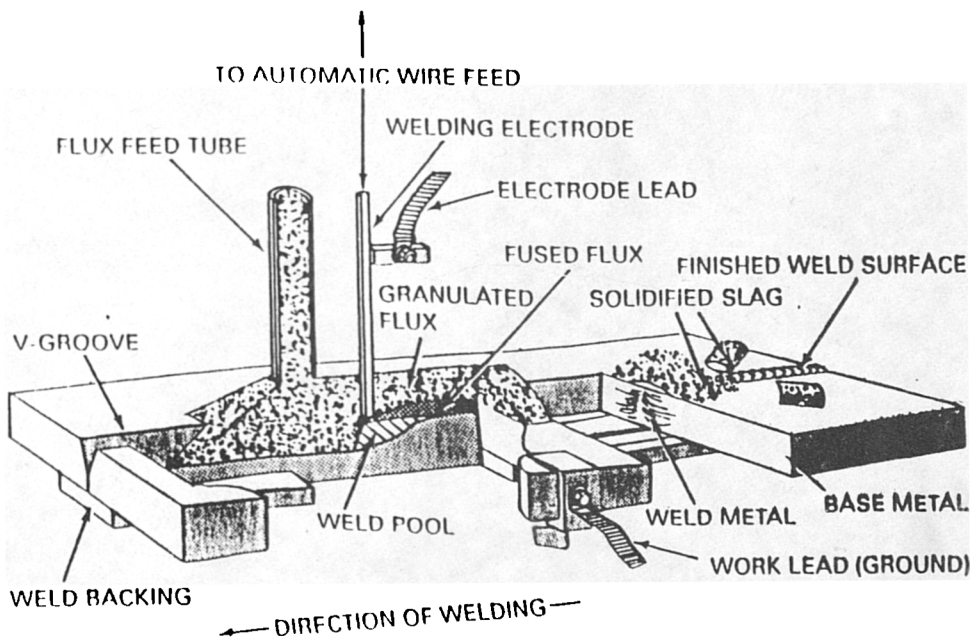 TO AUTOMATIC WIRE FEED
WELDING ELECTRODE
FLUX FEED TUBE
ELECTRODE LEAD
FUSED FLUX
FINISHED WELD SURFACE
GRANULATED
FLUX
SOLIDIFIED SLAG
V-GROOVE
WELD POOL
WELD METAL
BASE METAL
WORK LEAD (GROUND)
WELD BACKING
DIRECTION OF WELDING